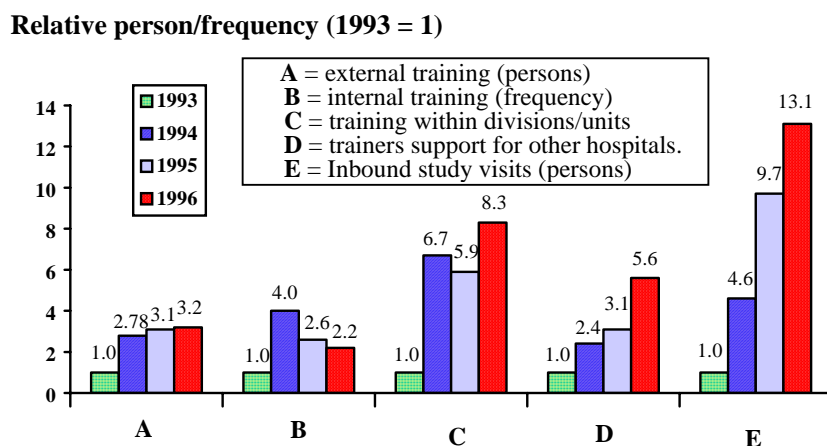 Relative person/frequency (1993 = 1)
A = external training (persons)
B = internal training (frequency)
C = training within divisions/units
D = trainers support for other hospitals.
E = Inbound study visits (persons)
1993
1994
1995
1996
14
12
10
8
6
4
2
0
1.0 2.78 3.1 3.2
1.0 4.0 2.6 2.2
1.0 6.7 5.9 8.3
1.0 2.4 3.1 5.6
1.0 4.6 9.7 13.1
A B C D E